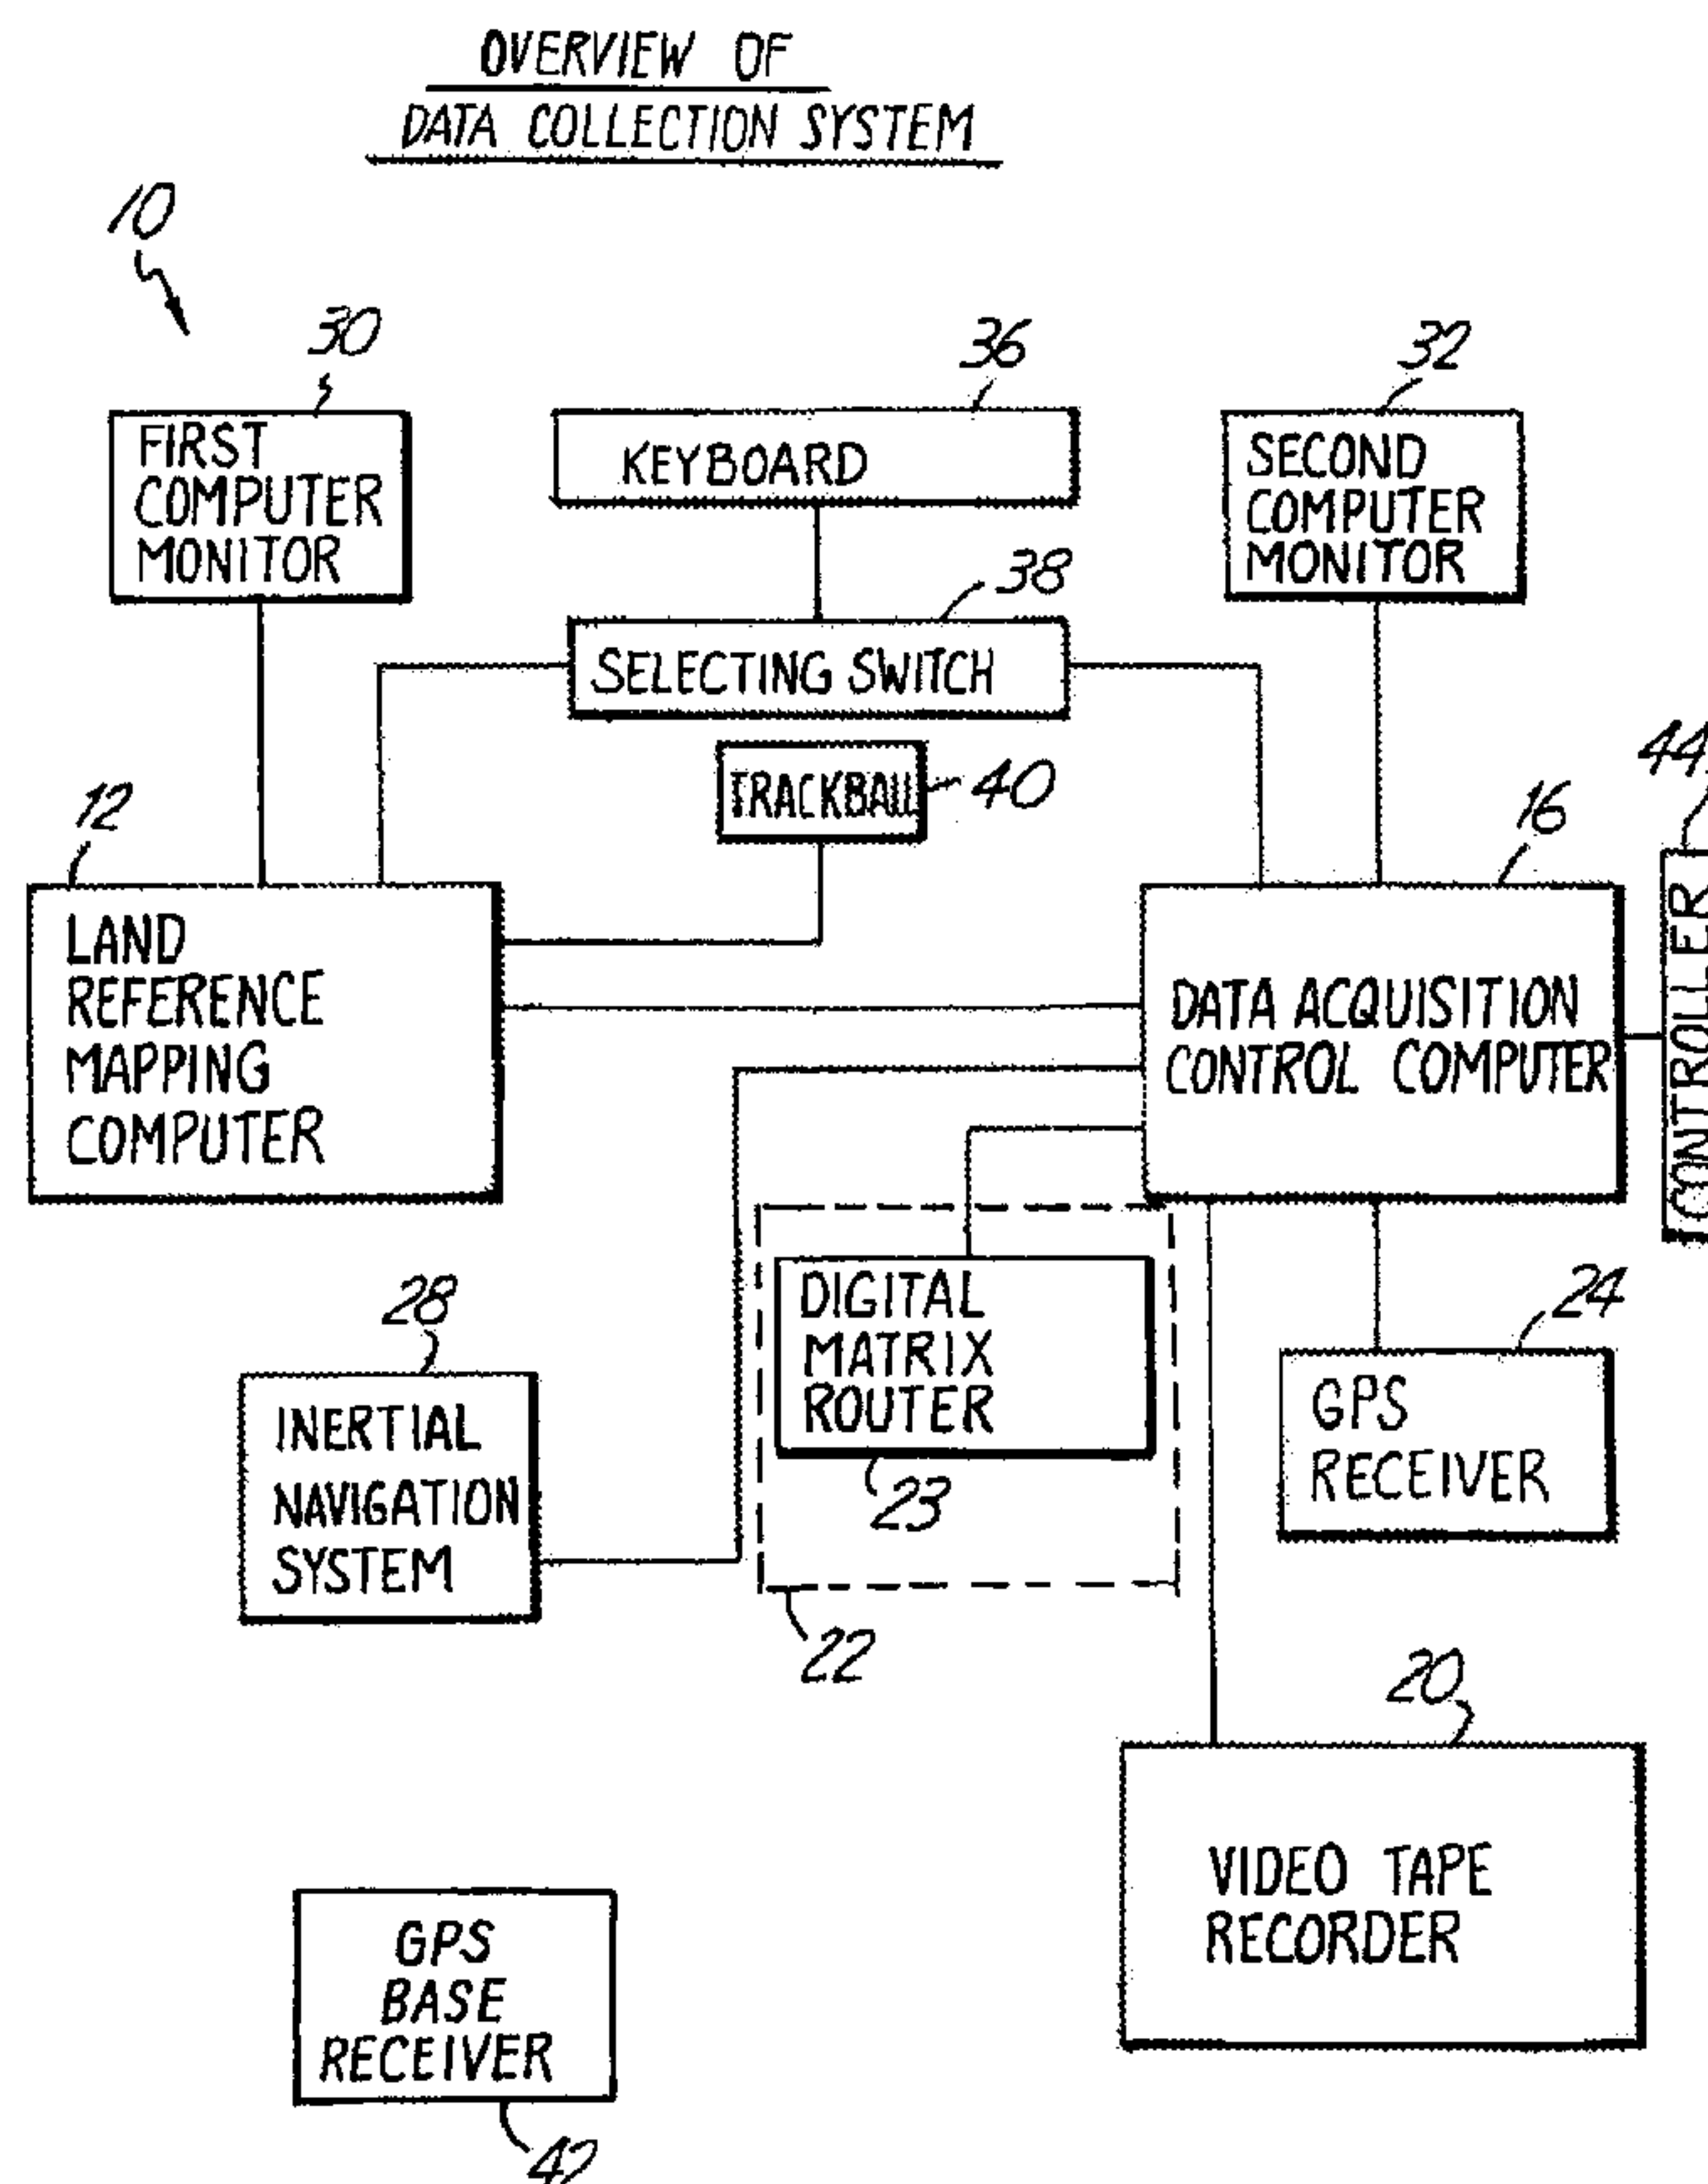 OVERVIEW OF
DATA COLLECTION SYSTEM
10
30
36
32
FIRST
COMPUTER
MONITOR
KEYBOARD
SECOND
COMPUTER
MONITOR
38
SELECTING SWITCH
TRACKBALL
40
44
12
16
LAND
REFERENCE
MAPPING
COMPUTER
DATA ACQUISITION
CONTROL COMPUTER
CONTROLLER
28
DIGITAL
MATRIX
ROUTER
23
24
INERTIAL
NAVIGATION
SYSTEM
GPS
RECEIVER
22
20
VIDEO TAPE
RECORDER
GPS
BASE
RECEIVER
42